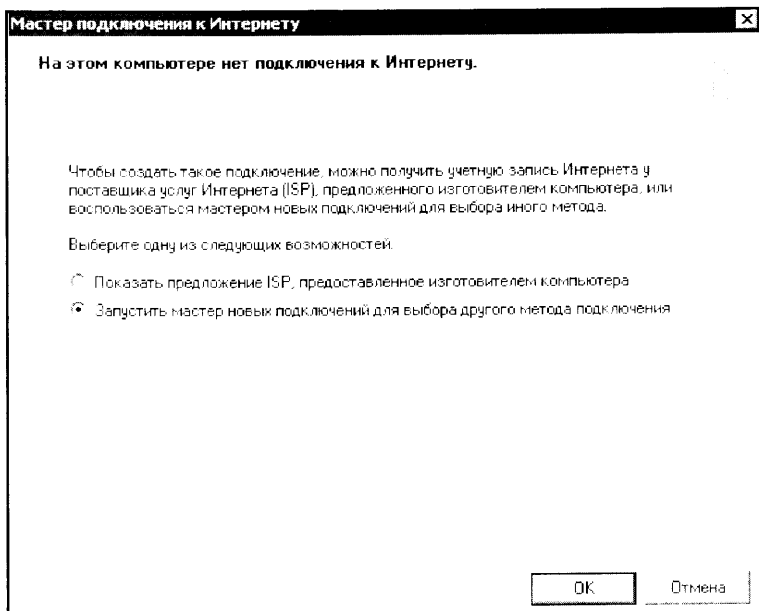 Мастер подключения к Интернету
На этом компьютере нет подключения к Интернету.
Чтобы создать такое подключение, можно получить учетную запись Интернета у
поставщика услуг Интернета (ISP), предложенного изготовителем компьютера, или
воспользоваться мастером новых подключений для выбора иного метода.
Выберите одну из следующих возможностей.
Показать предложение ISP, предоставленное изготовителем компьютера
Запустить мастер новых подключений для выбора другого метода подключения
OK
Отмена